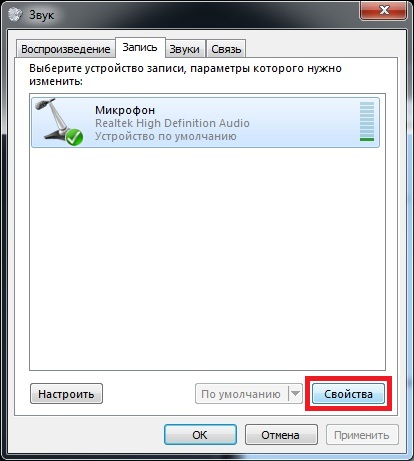 Звук
Воспроизведение Запись Звуки Связь
Выберите устройство записи, параметры которого нужно
изменить:
Микрофон
Realtek High Definition Audio
Устройство по умолчанию
Настроить По умолчанию Свойства
OK Отмена Применить